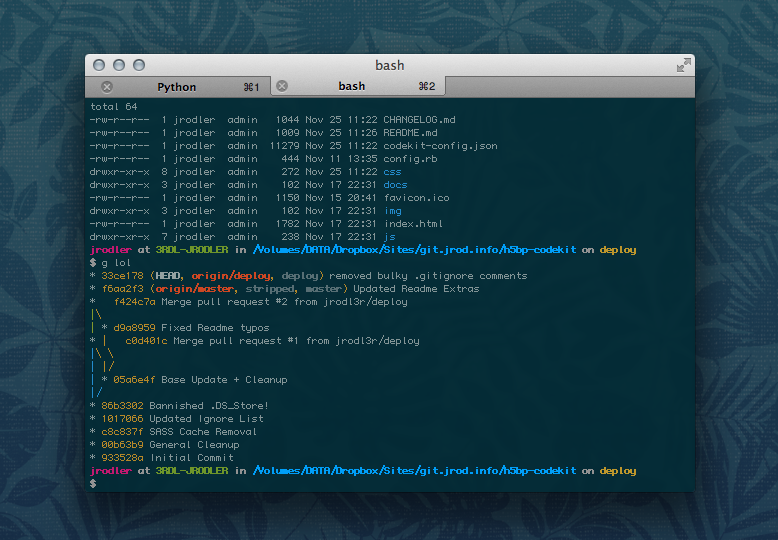 bash
Python ⌘1 bash ⌘2
total 64
-rw-r--r-- 1 jrodler admin 1044 Nov 25 11:22 CHANGELOG.md
-rw-r--r-- 1 jrodler admin 1009 Nov 25 11:26 README.md
-rw-r--r-- 1 jrodler admin 11279 Nov 25 11:22 codekit-config.json
-rw-r--r-- 1 jrodler admin 444 Nov 11 13:35 config.rb
drwxr-xr-x 8 jrodler admin 272 Nov 25 11:22 css
drwxr-xr-x 3 jrodler admin 102 Nov 17 22:31 docs
-rw-r--r-- 1 jrodler admin 1150 Nov 15 20:41 favicon.ico
drwxr-xr-x 3 jrodler admin 102 Nov 17 22:31 img
-rw-r--r-- 1 jrodler admin 1782 Nov 17 22:31 index.html
drwxr-xr-x 7 jrodler admin 238 Nov 17 22:31 js
jrodler at 3RDL-JRODLER in /Volumes/DATA/Dropbox/Sites/git.jrod.info/h5bp-codekit on deploy
$ g lol
* 33ce178 (HEAD, origin/deploy, deploy) removed bulky .gitignore comments
* f6aa2f3 (origin/master, stripped, master) Updated Readme Extras
*   f424c7a Merge pull request #2 from jrodl3r/deploy
|\
| * d9a8959 Fixed Readme typos
* |   c0d401c Merge pull request #1 from jrodl3r/deploy
|\ \
| |/
| * 05a6e4f Base Update + Cleanup
|/
* 86b3302 Bannished .DS_Store!
* 1017066 Updated Ignore List
* c8c837f SASS Cache Removal
* 00b63b9 General Cleanup
* 933528a Initial Commit
jrodler at 3RDL-JRODLER in /Volumes/DATA/Dropbox/Sites/git.jrod.info/h5bp-codekit on deploy
$